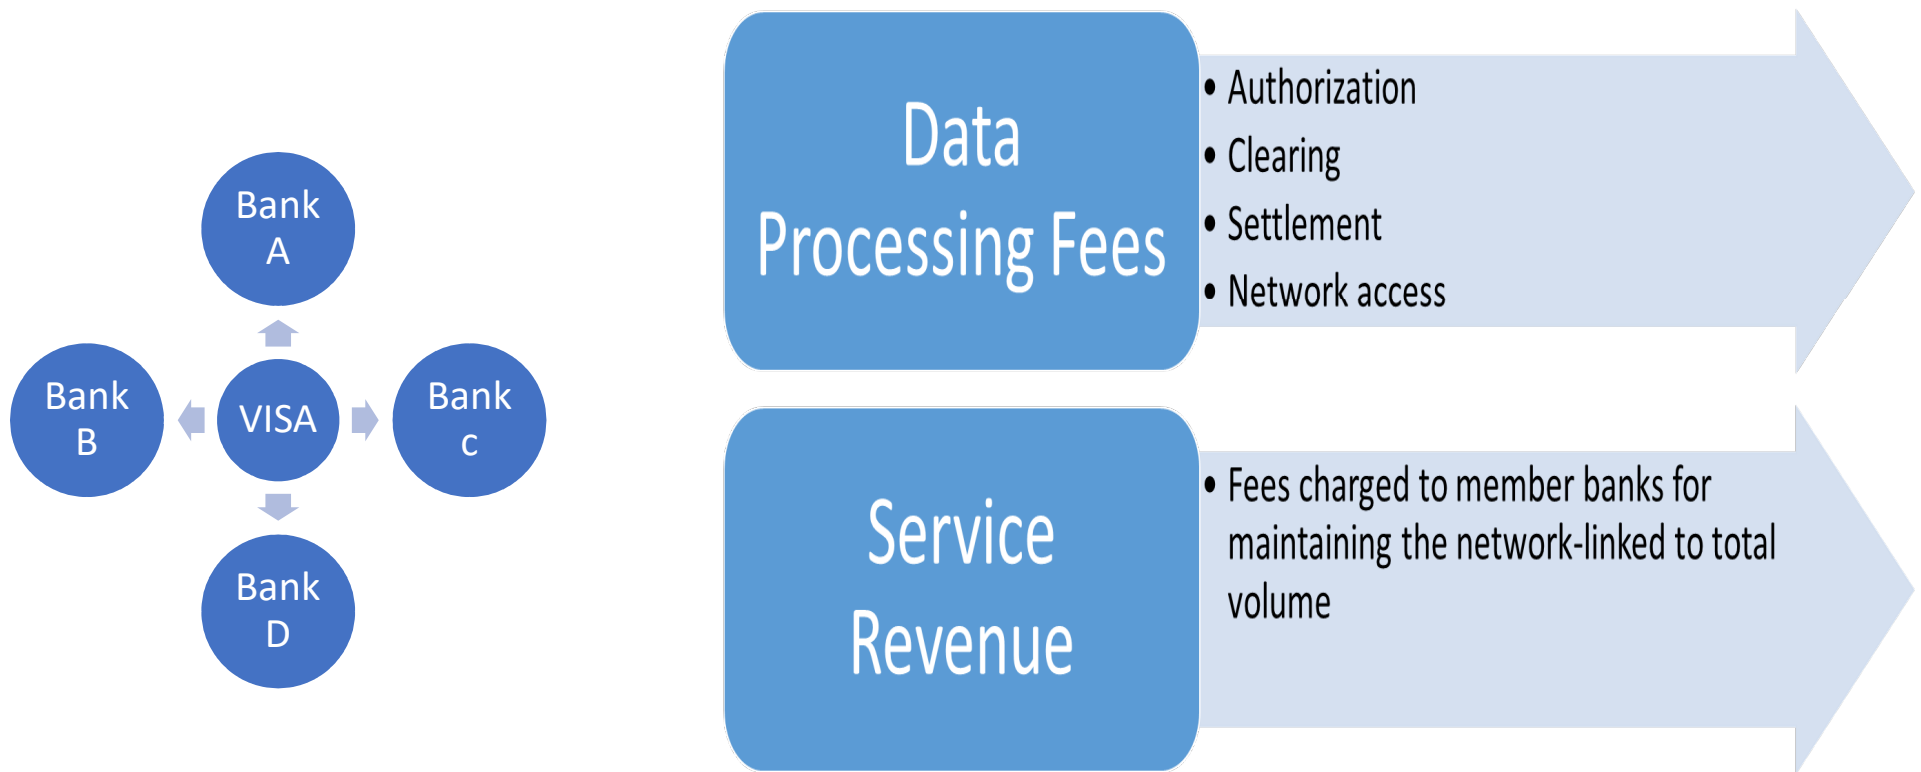 Bank
A
Bank
B
VISA
Bank
c
Bank
D
Data
Processing Fees
• Authorization
• Clearing
• Settlement
• Network access
Service
Revenue
• Fees charged to member banks for
maintaining the network-linked to total
volume